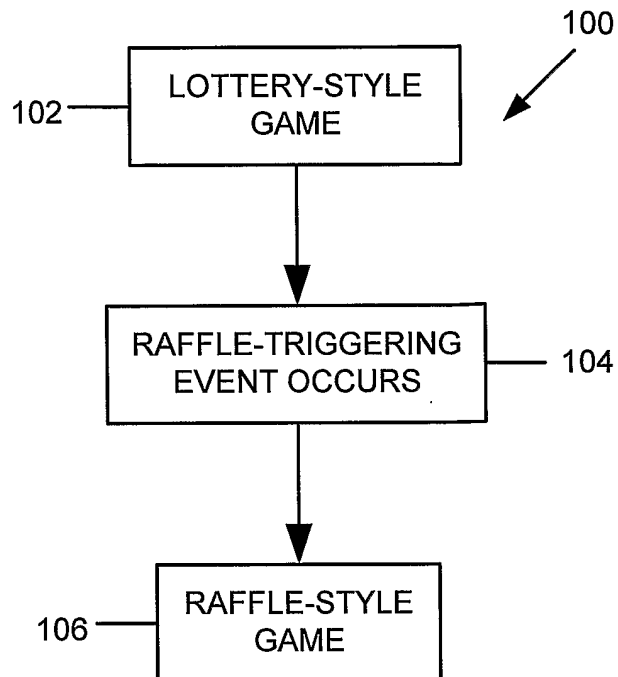 100
LOTTERY-STYLE
GAME
102
RAFFLE-TRIGGERING
EVENT OCCURS
104
RAFFLE-STYLE
GAME
106